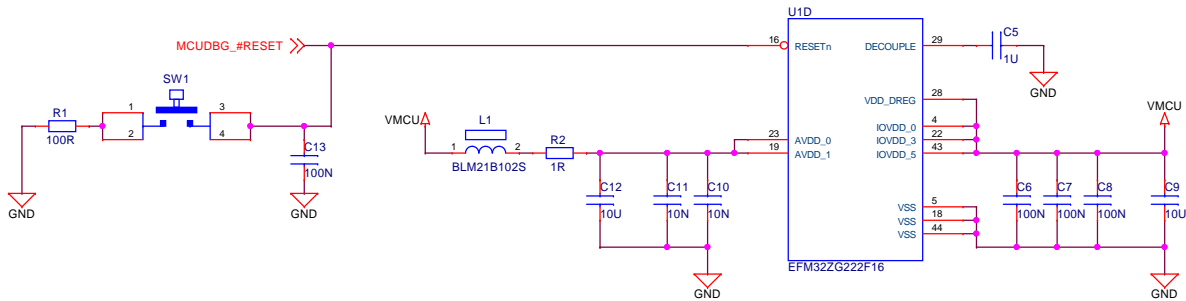 U1D
MCUDBG_#RESET
16
RESETn
DECOUPLE
29
C5
1U
GND
SW1
R1
100R
1
2
3
4
C13
100N
GND
GND
VMCU
L1
1
2
BLM21B102S
R2
1R
23
19
AVDD_0
AVDD_1
VDD_DREG
28
IOVDD_0
4
IOVDD_3
22
IOVDD_5
43
VMCU
C12
10U
C11
10N
C10
10N
GND
VSS
5
VSS
18
VSS
44
C6
100N
C7
100N
C8
100N
C9
10U
GND
EFM32ZG222F16